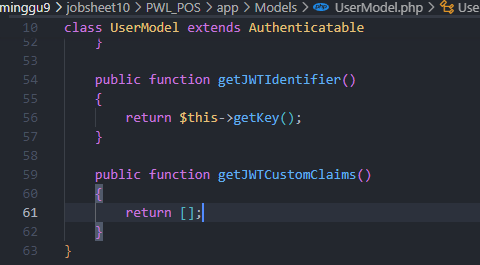 minggu9 > jobsheet10 > PWL_POS > app > Models > UserModel.php > Use
10 class UserModel extends Authenticatable
52 }
53
54 public function getJWTIdentifier()
55 {
56 return $this->getKey();
57 }
58
59 public function getJWTCustomClaims()
60 {
61 return [];
62 }
63 }